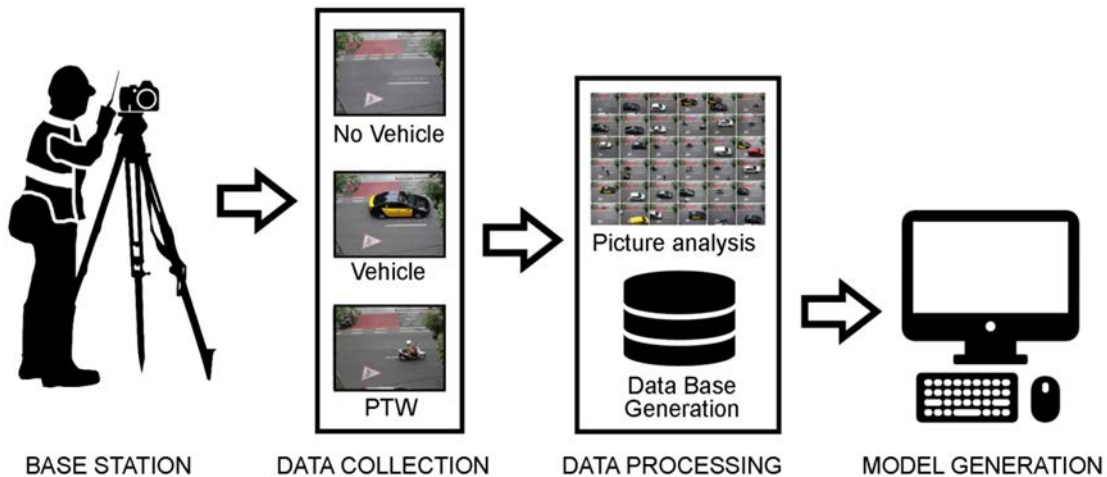 No Vehicle
Vehicle
PTW
Picture analysis
Data Base
Generation
BASE STATION
DATA COLLECTION
DATA PROCESSING
MODEL GENERATION